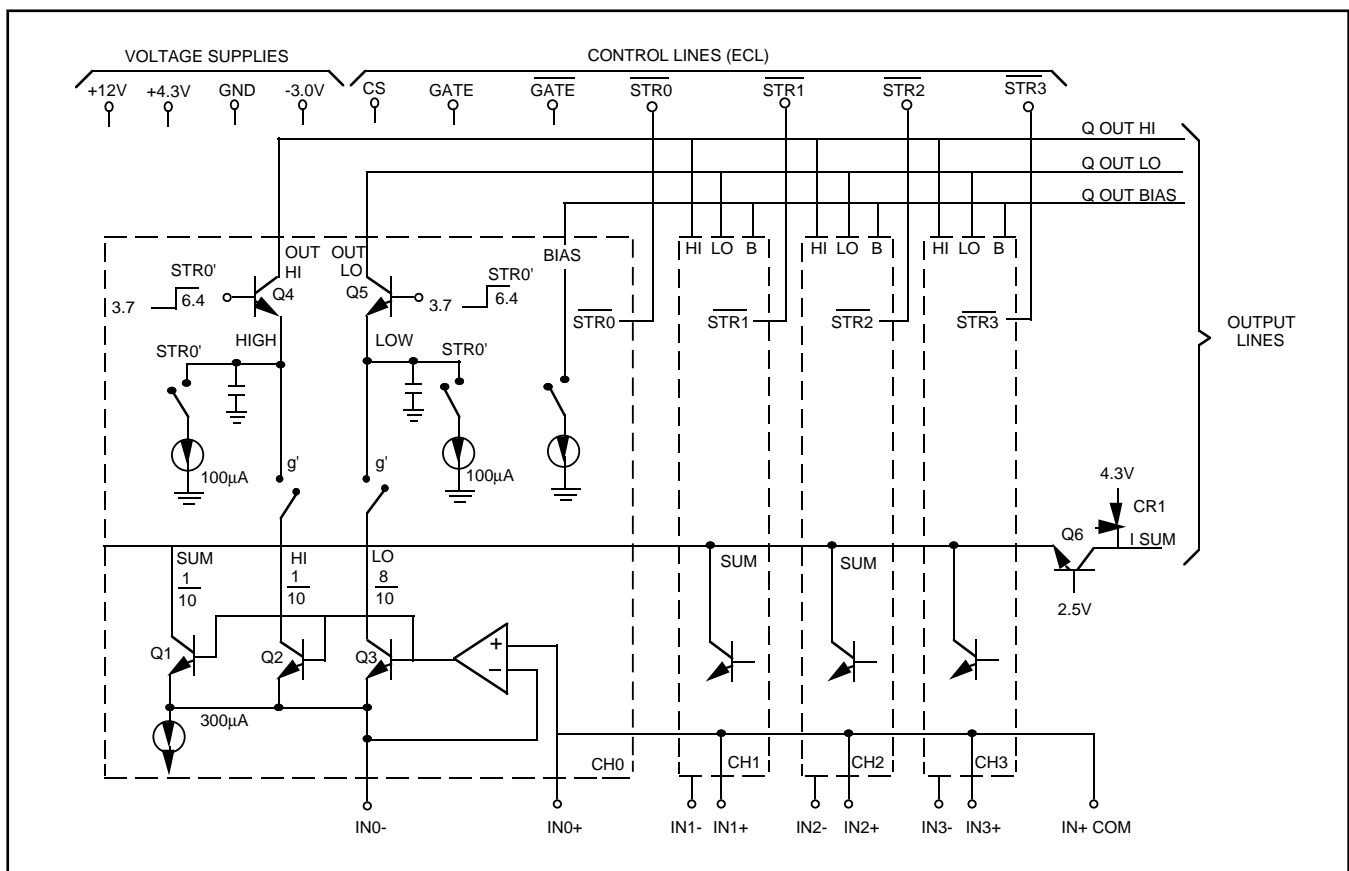 VOLTAGE SUPPLIES
CONTROL LINES (ECL)
+12V +4.3V GND -3.0V CS GATE GATE STR0 STR1 STR2 STR3
Q OUT HI
Q OUT LO
Q OUT BIAS
OUT HI
OUT LO
BIAS
HI LO B
HI LO B
HI LO B
STR0'
3.7
6.4
Q4
Q5
STR0'
3.7
6.4
STR0
STR1
STR2
STR3
OUTPUT LINES
HIGH
LOW
STR0'
STR0'
100µA
g'
g'
100µA
4.3V
CR1
Q6
I SUM
2.5V
SUM
1
10
HI
1
10
LO
8
10
SUM
SUM
Q1
Q2
Q3
+
−
300µA
CH0
CH1
CH2
CH3
IN0-
IN0+
IN1- IN1+
IN2- IN2+
IN3- IN3+
IN+ COM